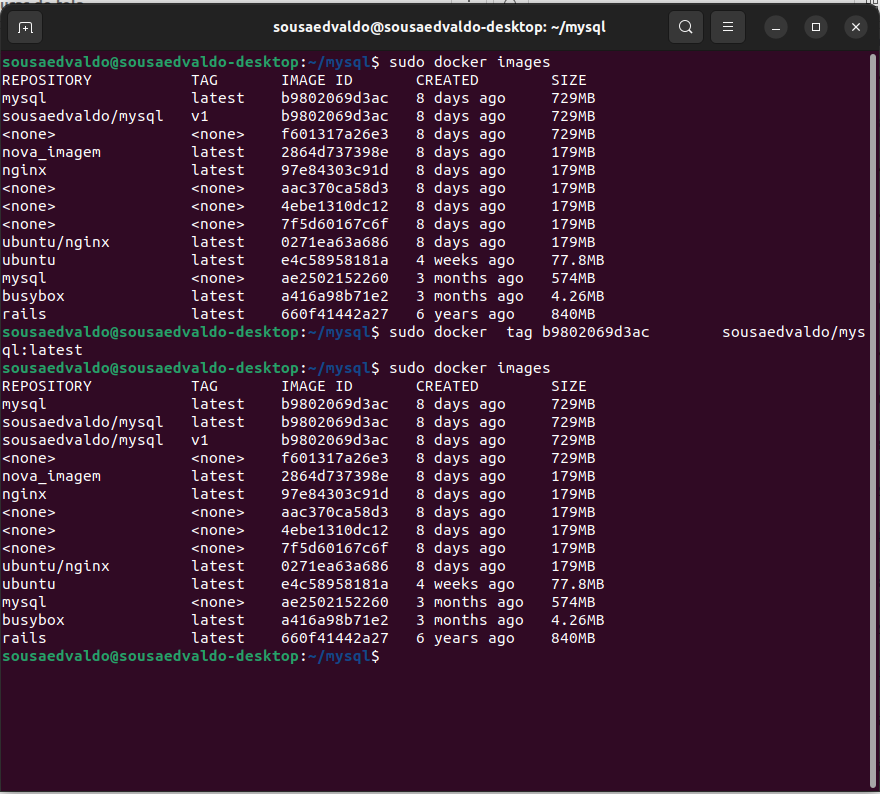 sousaedvaldo@sousaedvaldo-desktop: ~/mysql
sousaedvaldo@sousaedvaldo-desktop:~/mysql$ sudo docker images
REPOSITORY TAG IMAGE ID CREATED SIZE
mysql latest b9802069d3ac 8 days ago 729MB
sousaedvaldo/mysql v1 b9802069d3ac 8 days ago 729MB
<none> <none> f601317a26e3 8 days ago 729MB
nova_imagem latest 2864d737398e 8 days ago 179MB
nginx latest 97e84303c91d 8 days ago 179MB
<none> <none> aac370ca58d3 8 days ago 179MB
<none> <none> 4ebe1310dc12 8 days ago 179MB
<none> <none> 7f5d60167c6f 8 days ago 179MB
ubuntu/nginx latest 0271ea63a686 8 days ago 179MB
ubuntu latest e4c58958181a 4 weeks ago 77.8MB
mysql <none> ae2502152260 3 months ago 574MB
busybox latest a416a98b71e2 3 months ago 4.26MB
rails latest 660f41442a27 6 years ago 840MB
sousaedvaldo@sousaedvaldo-desktop:~/mysql$ sudo docker  tag b9802069d3ac        sousaedvaldo/mys
ql:latest
sousaedvaldo@sousaedvaldo-desktop:~/mysql$ sudo docker images
REPOSITORY TAG IMAGE ID CREATED SIZE
mysql latest b9802069d3ac 8 days ago 729MB
sousaedvaldo/mysql latest b9802069d3ac 8 days ago 729MB
sousaedvaldo/mysql v1 b9802069d3ac 8 days ago 729MB
<none> <none> f601317a26e3 8 days ago 729MB
nova_imagem latest 2864d737398e 8 days ago 179MB
nginx latest 97e84303c91d 8 days ago 179MB
<none> <none> aac370ca58d3 8 days ago 179MB
<none> <none> 4ebe1310dc12 8 days ago 179MB
<none> <none> 7f5d60167c6f 8 days ago 179MB
ubuntu/nginx latest 0271ea63a686 8 days ago 179MB
ubuntu latest e4c58958181a 4 weeks ago 77.8MB
mysql <none> ae2502152260 3 months ago 574MB
busybox latest a416a98b71e2 3 months ago 4.26MB
rails latest 660f41442a27 6 years ago 840MB
sousaedvaldo@sousaedvaldo-desktop:~/mysql$